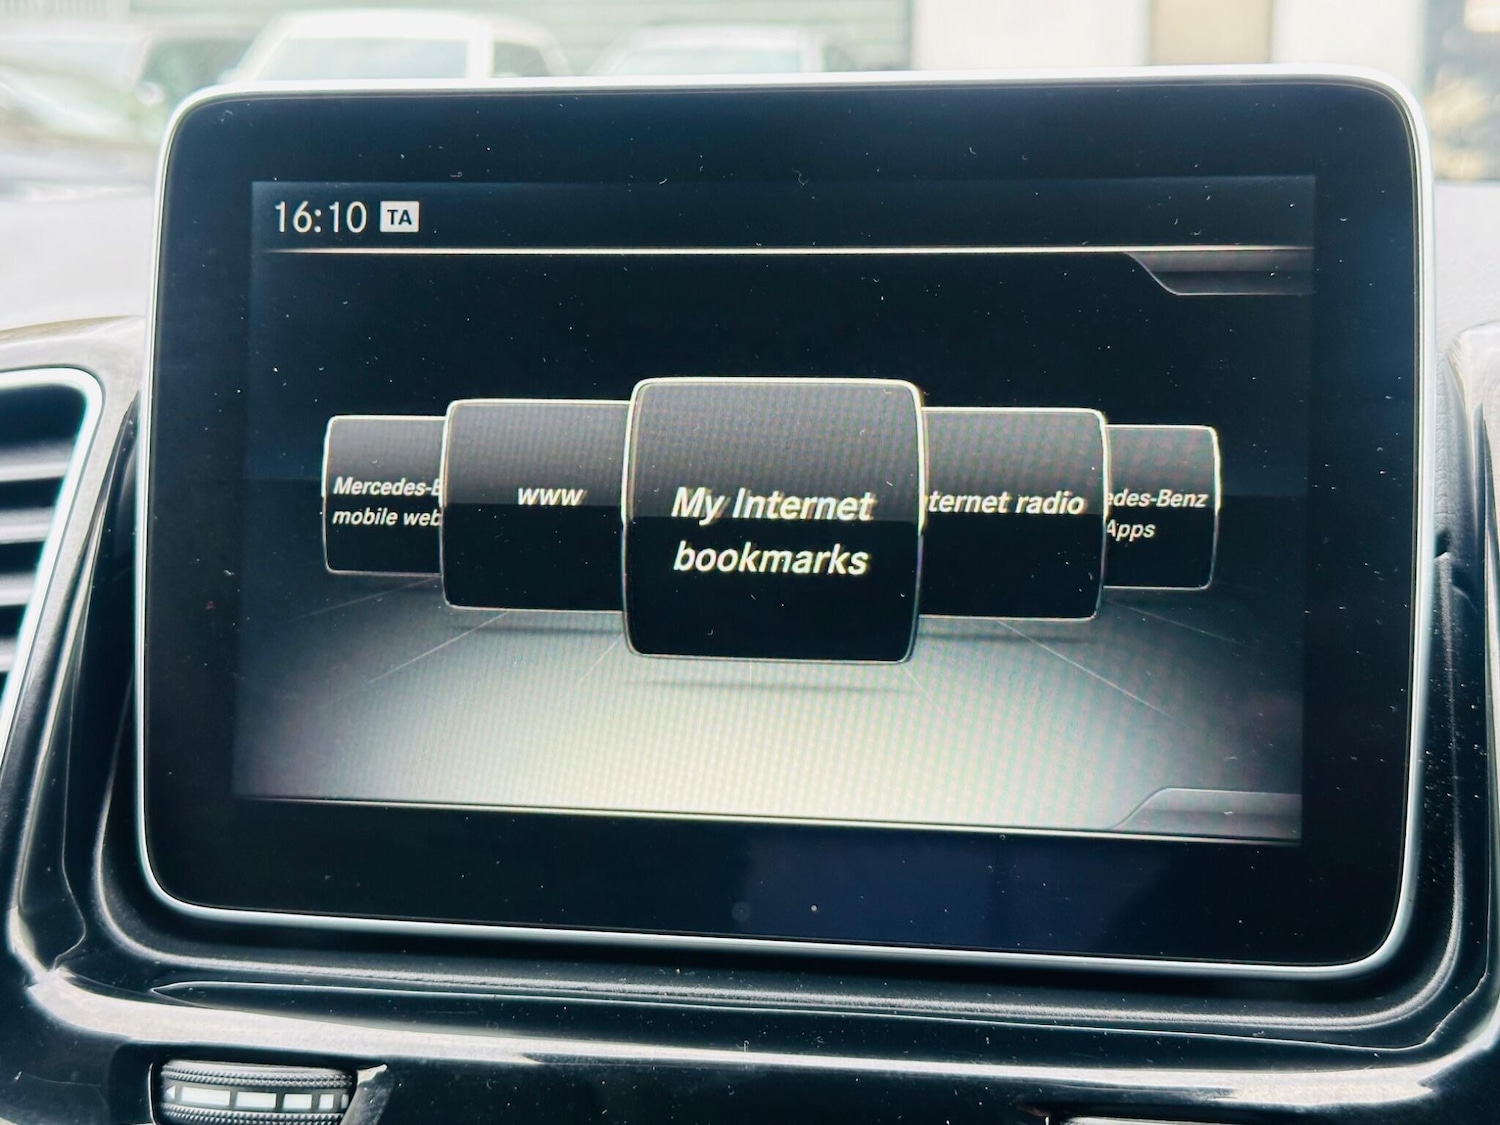 16:10 TA
Mercedes-B
mobile web
www
My Internet
bookmarks
ternet radio
edes-Benz
Apps